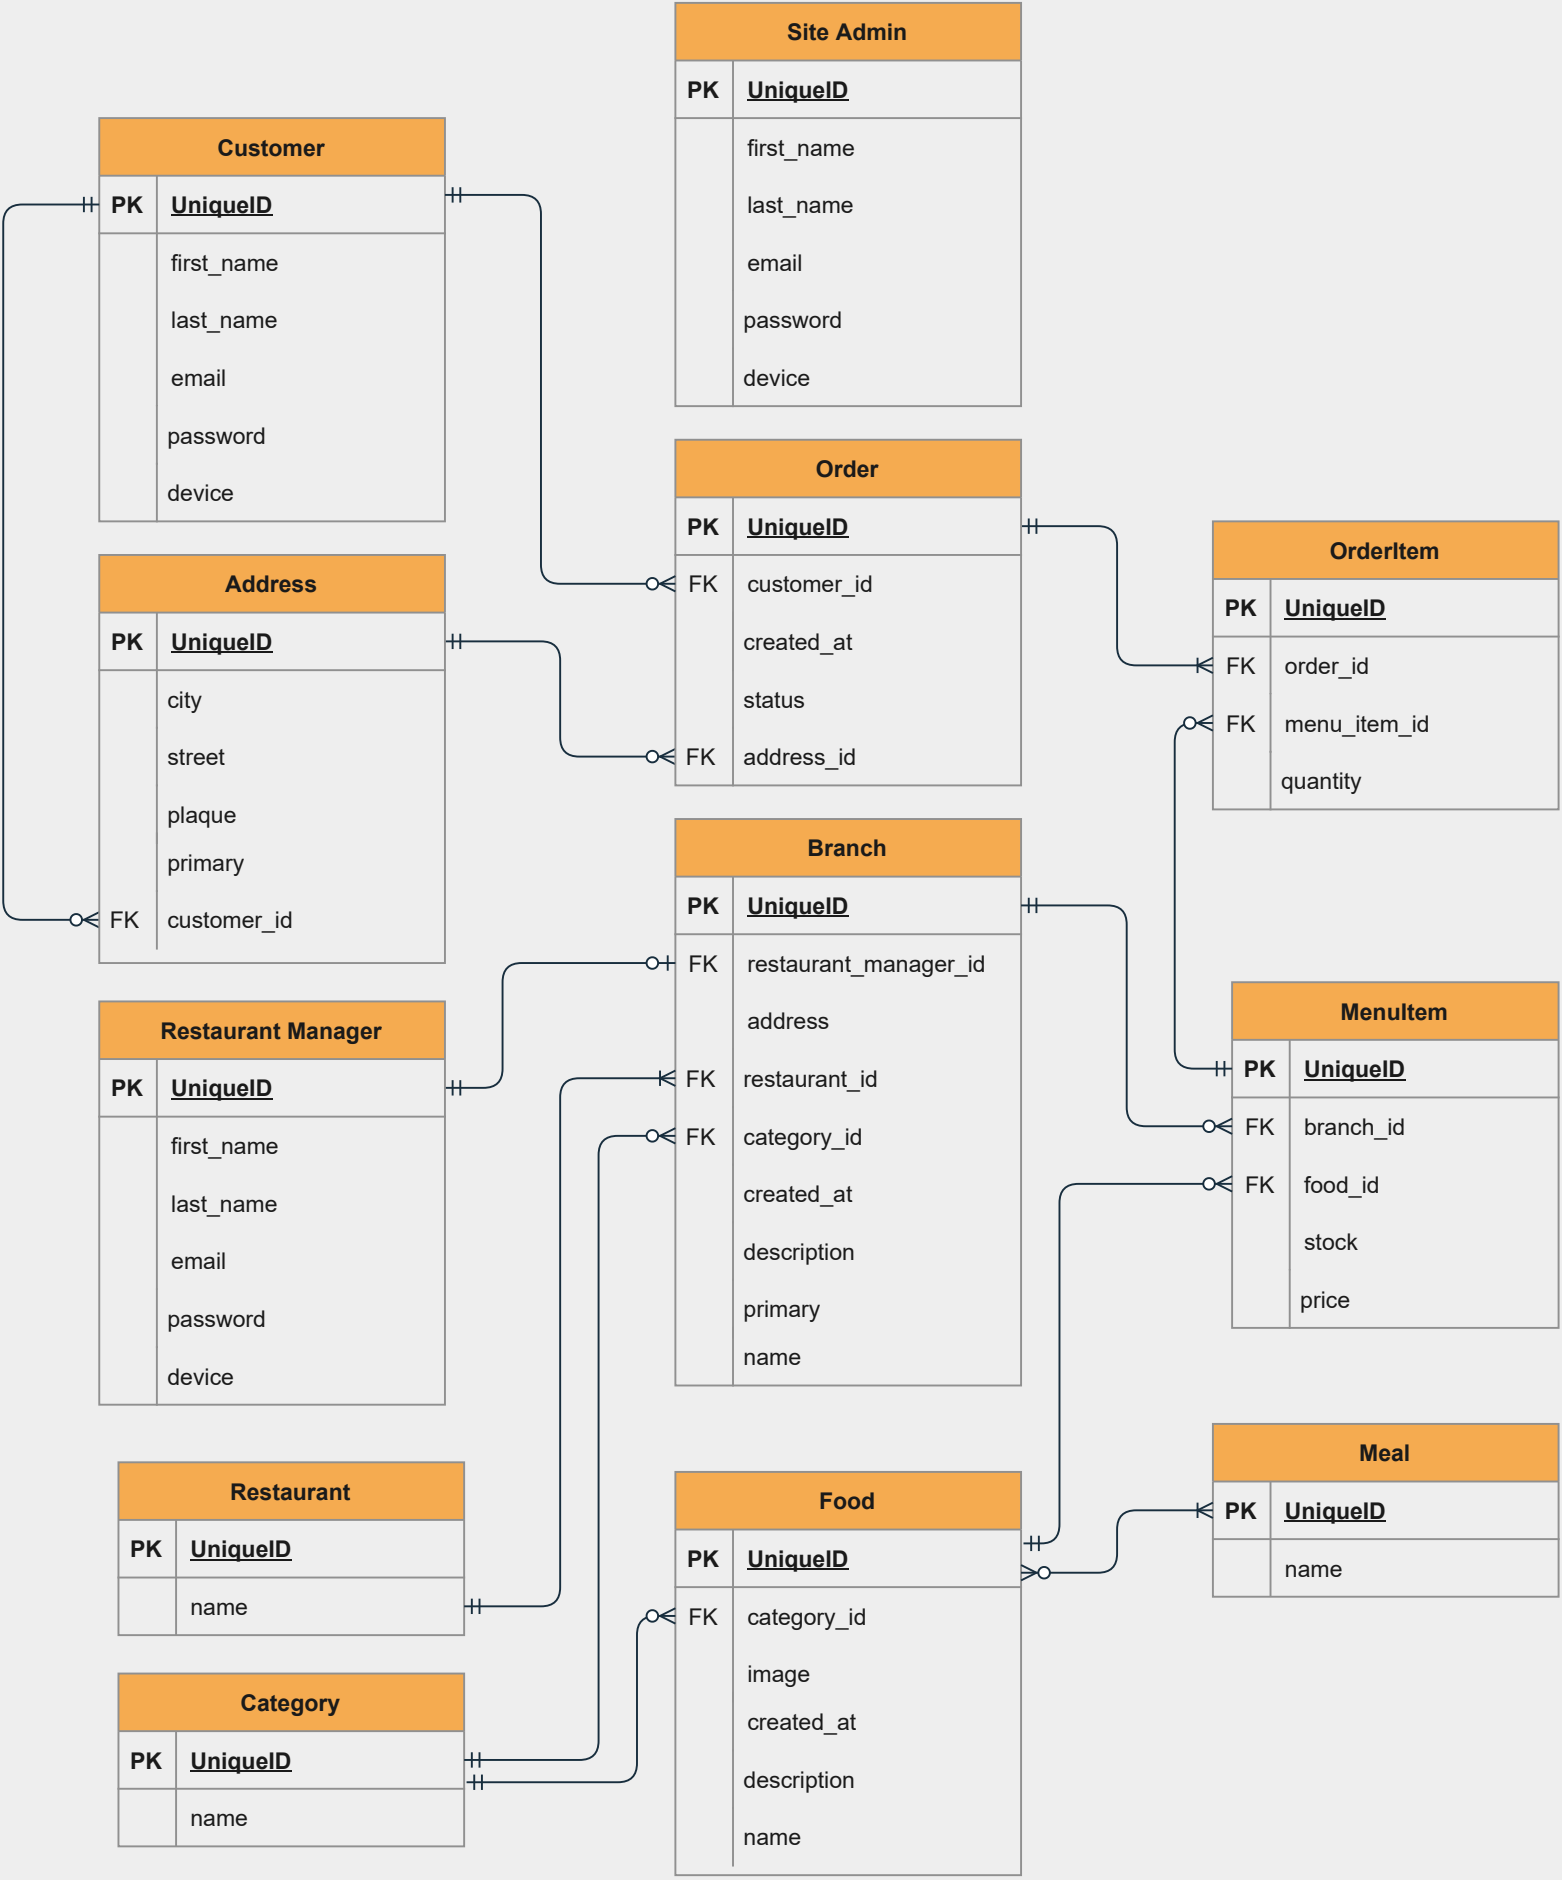 Site Admin
PK UniqueID
first_name
last_name
email
password
device
Customer
PK UniqueID
first_name
last_name
email
password
device
Order
PK UniqueID
FK customer_id
created_at
status
FK address_id
OrderItem
PK UniqueID
FK order_id
FK menu_item_id
quantity
Address
PK UniqueID
city
street
plaque
primary
FK customer_id
Branch
PK UniqueID
FK restaurant_manager_id
address
FK restaurant_id
FK category_id
created_at
description
primary
name
MenuItem
PK UniqueID
FK branch_id
FK food_id
stock
price
Restaurant Manager
PK UniqueID
first_name
last_name
email
password
device
Restaurant
PK UniqueID
name
Food
PK UniqueID
FK category_id
image
created_at
description
name
Meal
PK UniqueID
name
Category
PK UniqueID
name